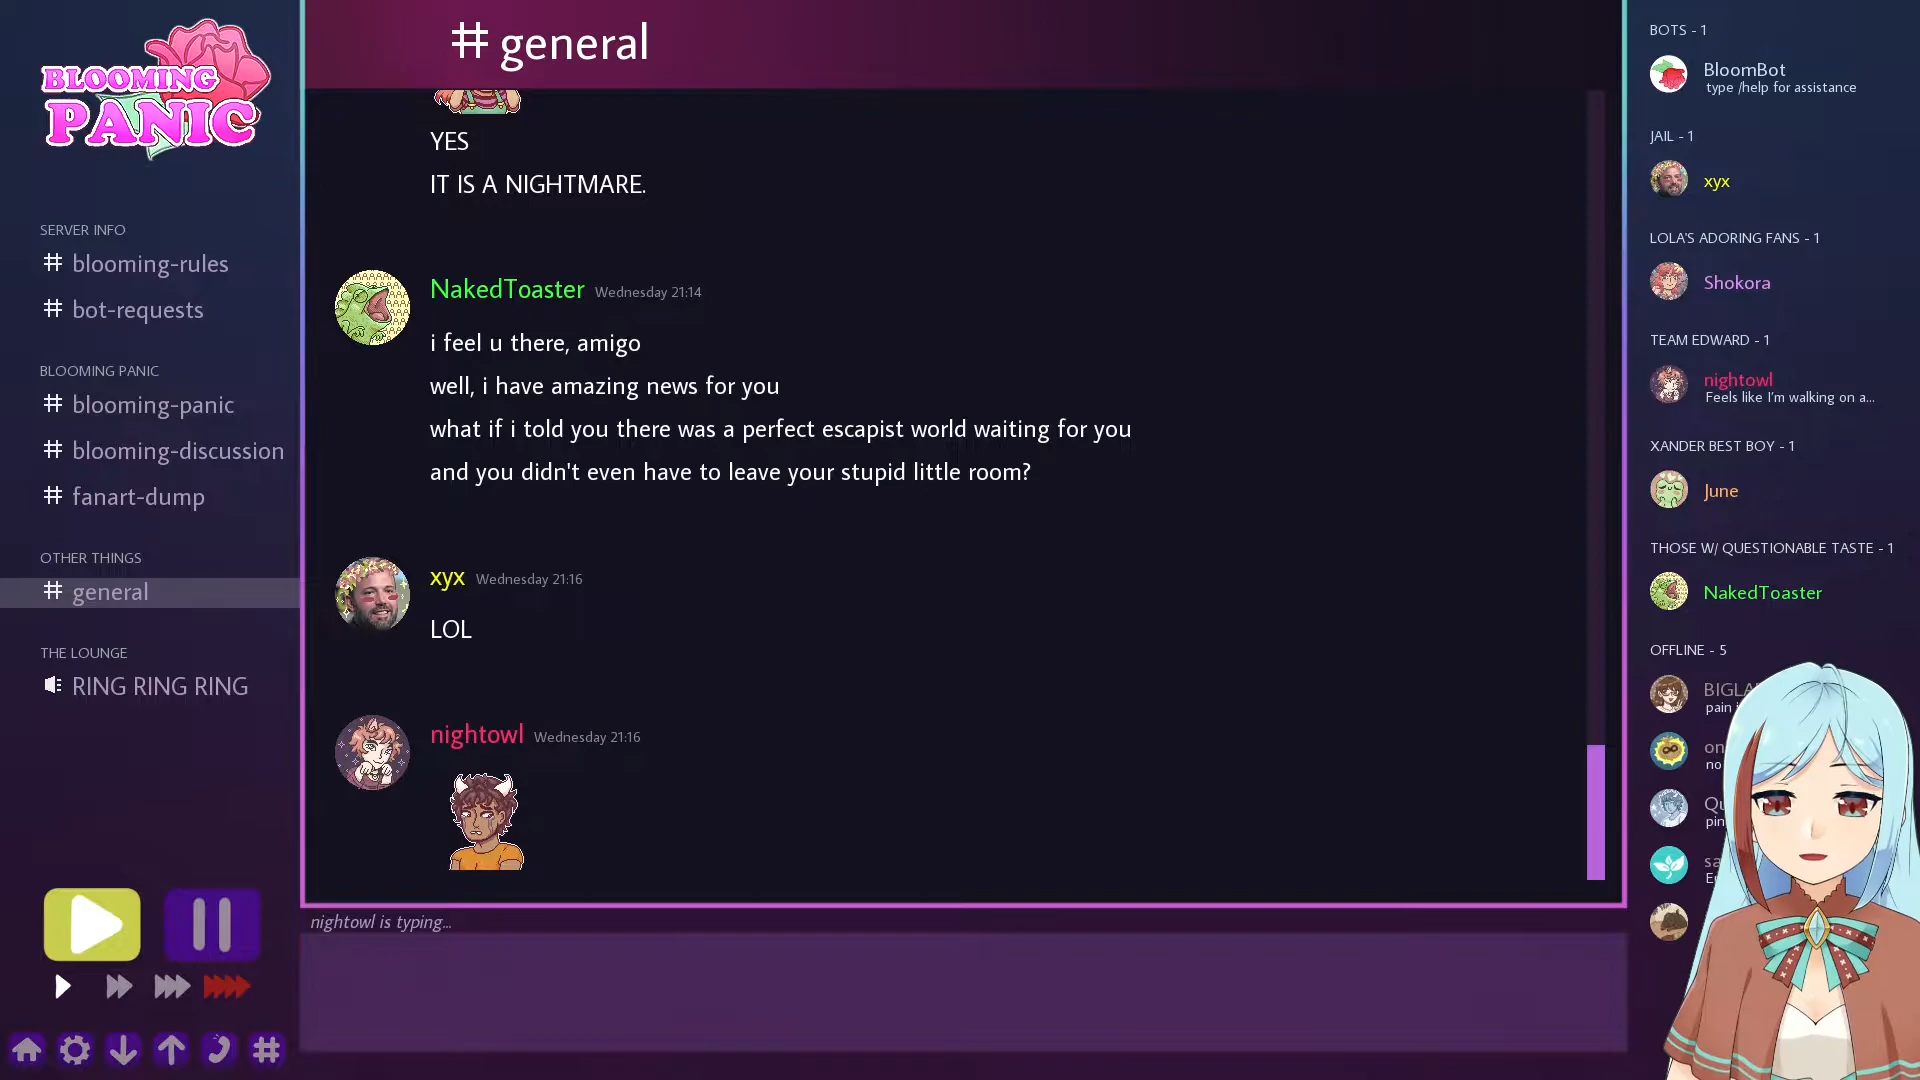 BLOOMING
PANIC
SERVER INFO
# blooming-rules
# bot-requests
BLOOMING PANIC
# blooming-panic
# blooming-discussion
# fanart-dump
OTHER THINGS
# general
THE LOUNGE
RING RING RING
# general
YES
IT IS A NIGHTMARE.
NakedToaster Wednesday 21:14
i feel u there, amigo
well, i have amazing news for you
what if i told you there was a perfect escapist world waiting for you
and you didn't even have to leave your stupid little room?
xyx Wednesday 21:16
LOL
nightowl Wednesday 21:16
nightowl is typing...
BOTS - 1
BloomBot
type /help for assistance
JAIL - 1
xyx
LOLA'S ADORING FANS - 1
Shokora
TEAM EDWARD - 1
nightowl
Feels like I'm walking on a...
XANDER BEST BOY - 1
June
THOSE W/ QUESTIONABLE TASTE - 1
NakedToaster
OFFLINE - 5
pain
on
no